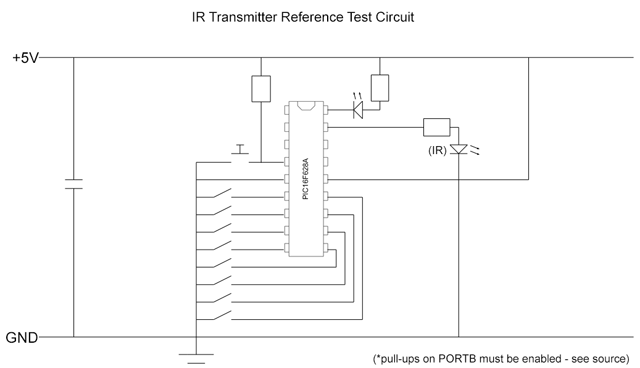 IR Transmitter Reference Test Circuit
+5V
PIC16F628A
(IR)
GND
(*pull-ups on PORTB must be enabled - see source)